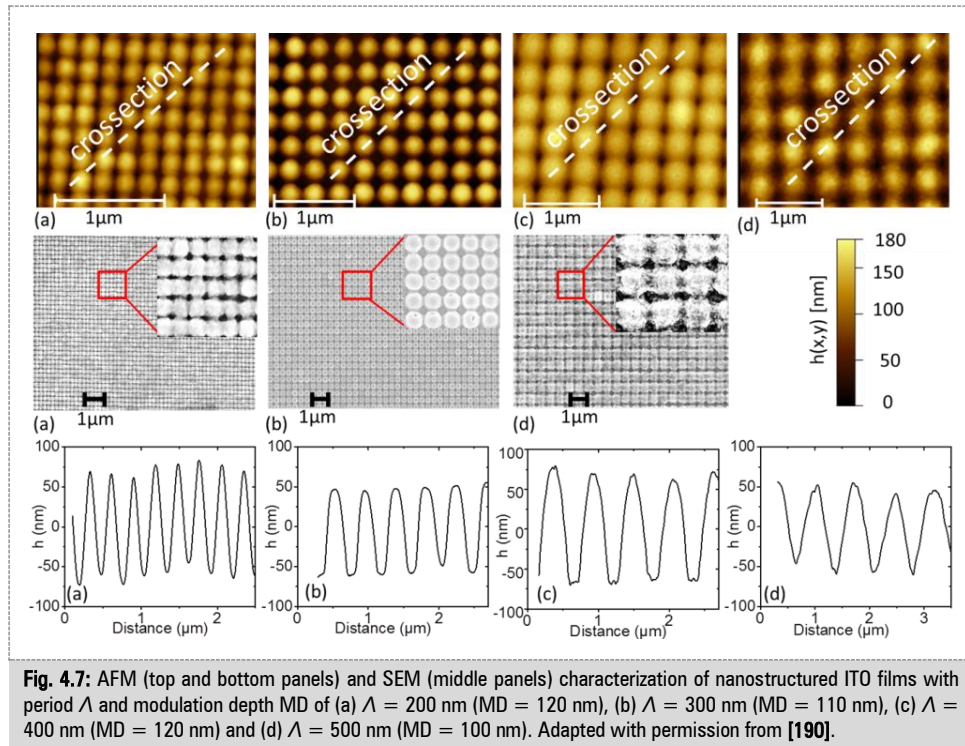 crossection
crossection
crossection
crossection
1μm
1μm
1μm
1μm
(a)
(b)
(c)
(d)
1μm
1μm
1μm
(a)
(b)
(d)
h(x,y) [nm]
180
150
100
50
0
100
50
0
-50
-100
h (nm)
(a)
0
1
2
Distance (μm)
100
50
0
-50
-100
h (nm)
(b)
0
1
2
Distance (μm)
100
50
0
-50
-100
h (nm)
(c)
0
1
2
Distance (μm)
100
50
0
-50
-100
h (nm)
(d)
1
2
3
Distance (μm)
Fig. 4.7: AFM (top and bottom panels) and SEM (middle panels) characterization of nanostructured ITO films with
period Λ and modulation depth MD of (a) Λ = 200 nm (MD = 120 nm), (b) Λ = 300 nm (MD = 110 nm), (c) Λ =
400 nm (MD = 120 nm) and (d) Λ = 500 nm (MD = 100 nm). Adapted with permission from [190].